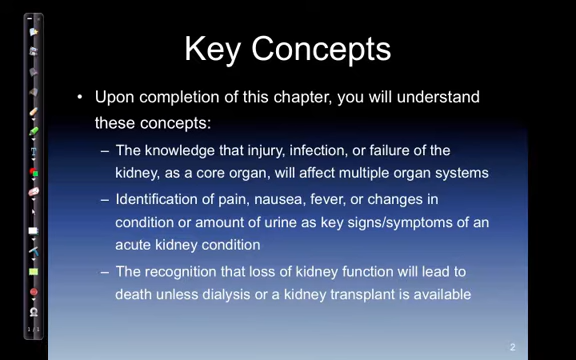 Key Concepts
• Upon completion of this chapter, you will understand
these concepts:
– The knowledge that injury, infection, or failure of the
kidney, as a core organ, will affect multiple organ systems
– Identification of pain, nausea, fever, or changes in
condition or amount of urine as key signs/symptoms of an
acute kidney condition
– The recognition that loss of kidney function will lead to
death unless dialysis or a kidney transplant is available
2
T
1/1